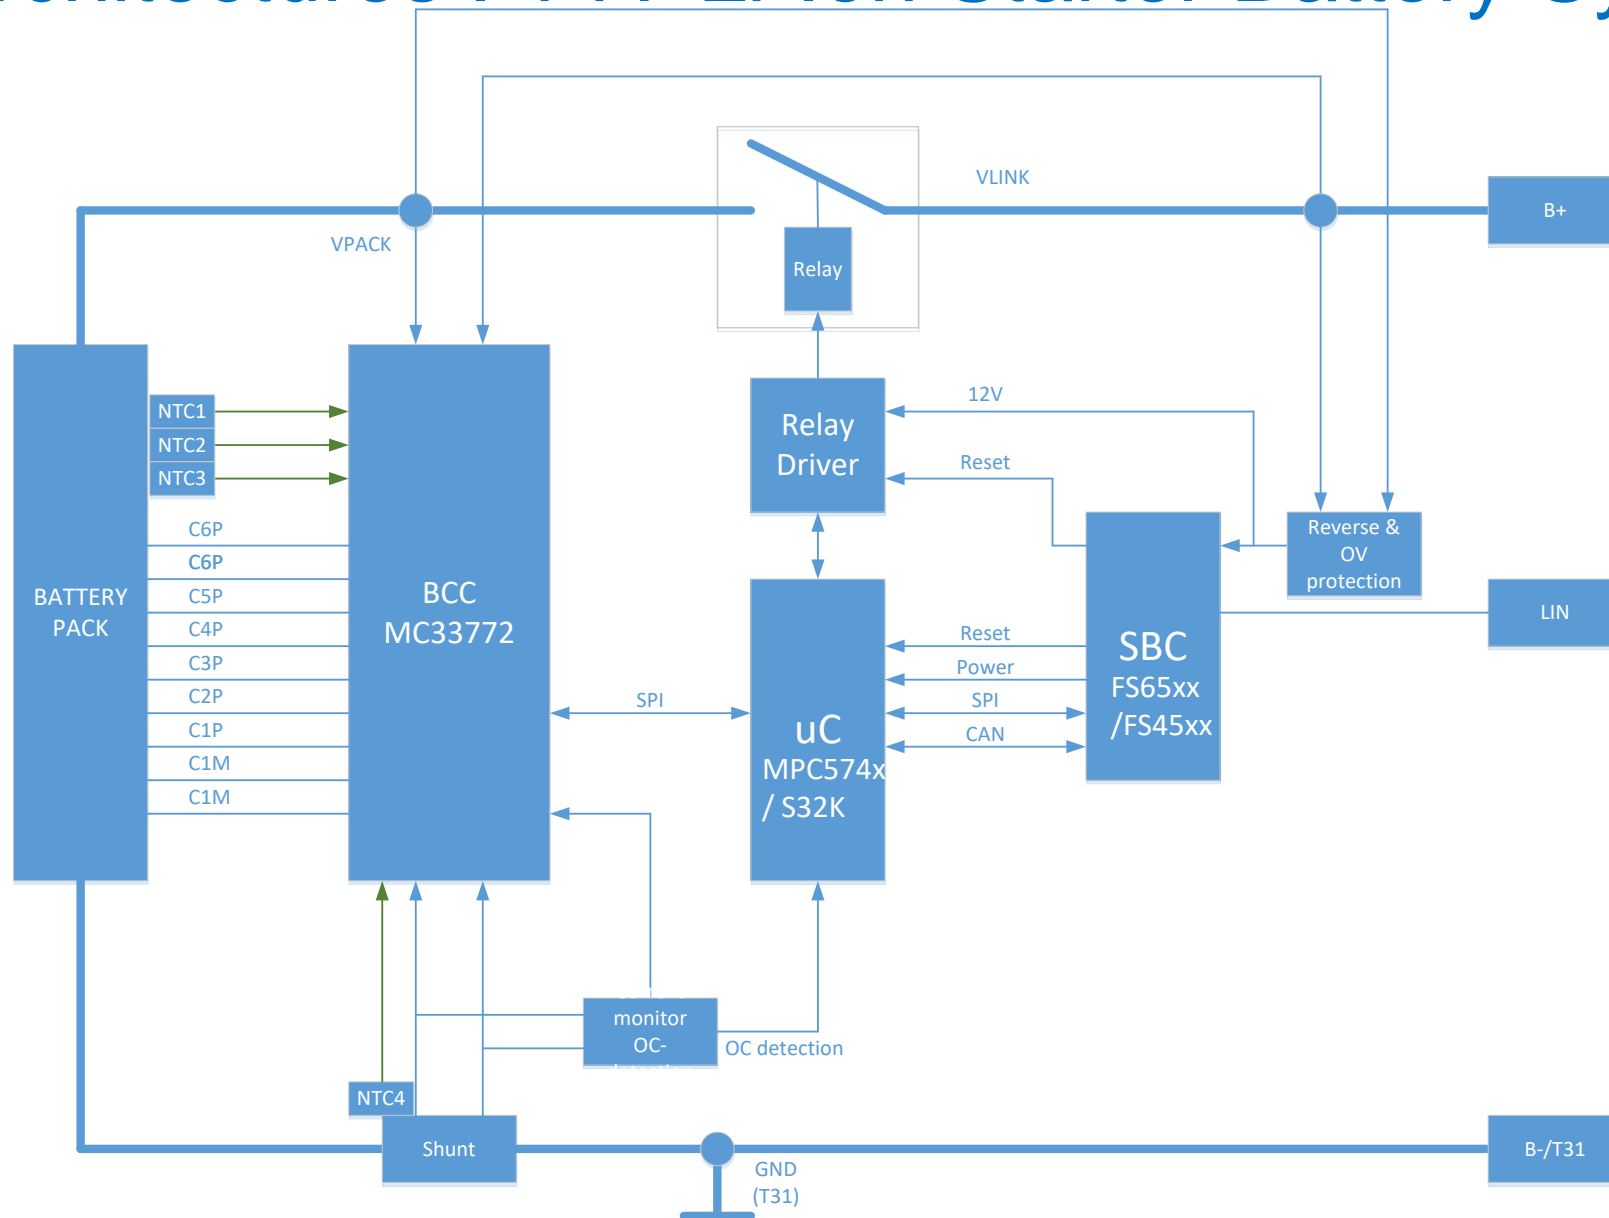 Starter Battery
VLINK
B+
VPACK
Relay
12V
NTC1
Relay
Driver
NTC2
Reset
NTC3
C6P
Reverse &
OV
protection
C6P
BATTERY
PACK
C5P
BCC
MC33772
LIN
C4P
Reset
SBC
FS65xx
/FS45xx
C3P
Power
C2P
SPI
SPI
C1P
uC
MPC574x
/ S32K
CAN
C1M
C1M
monitor
OC-
OC detection
NTC4
Shunt
B-/T31
GND
(T31)